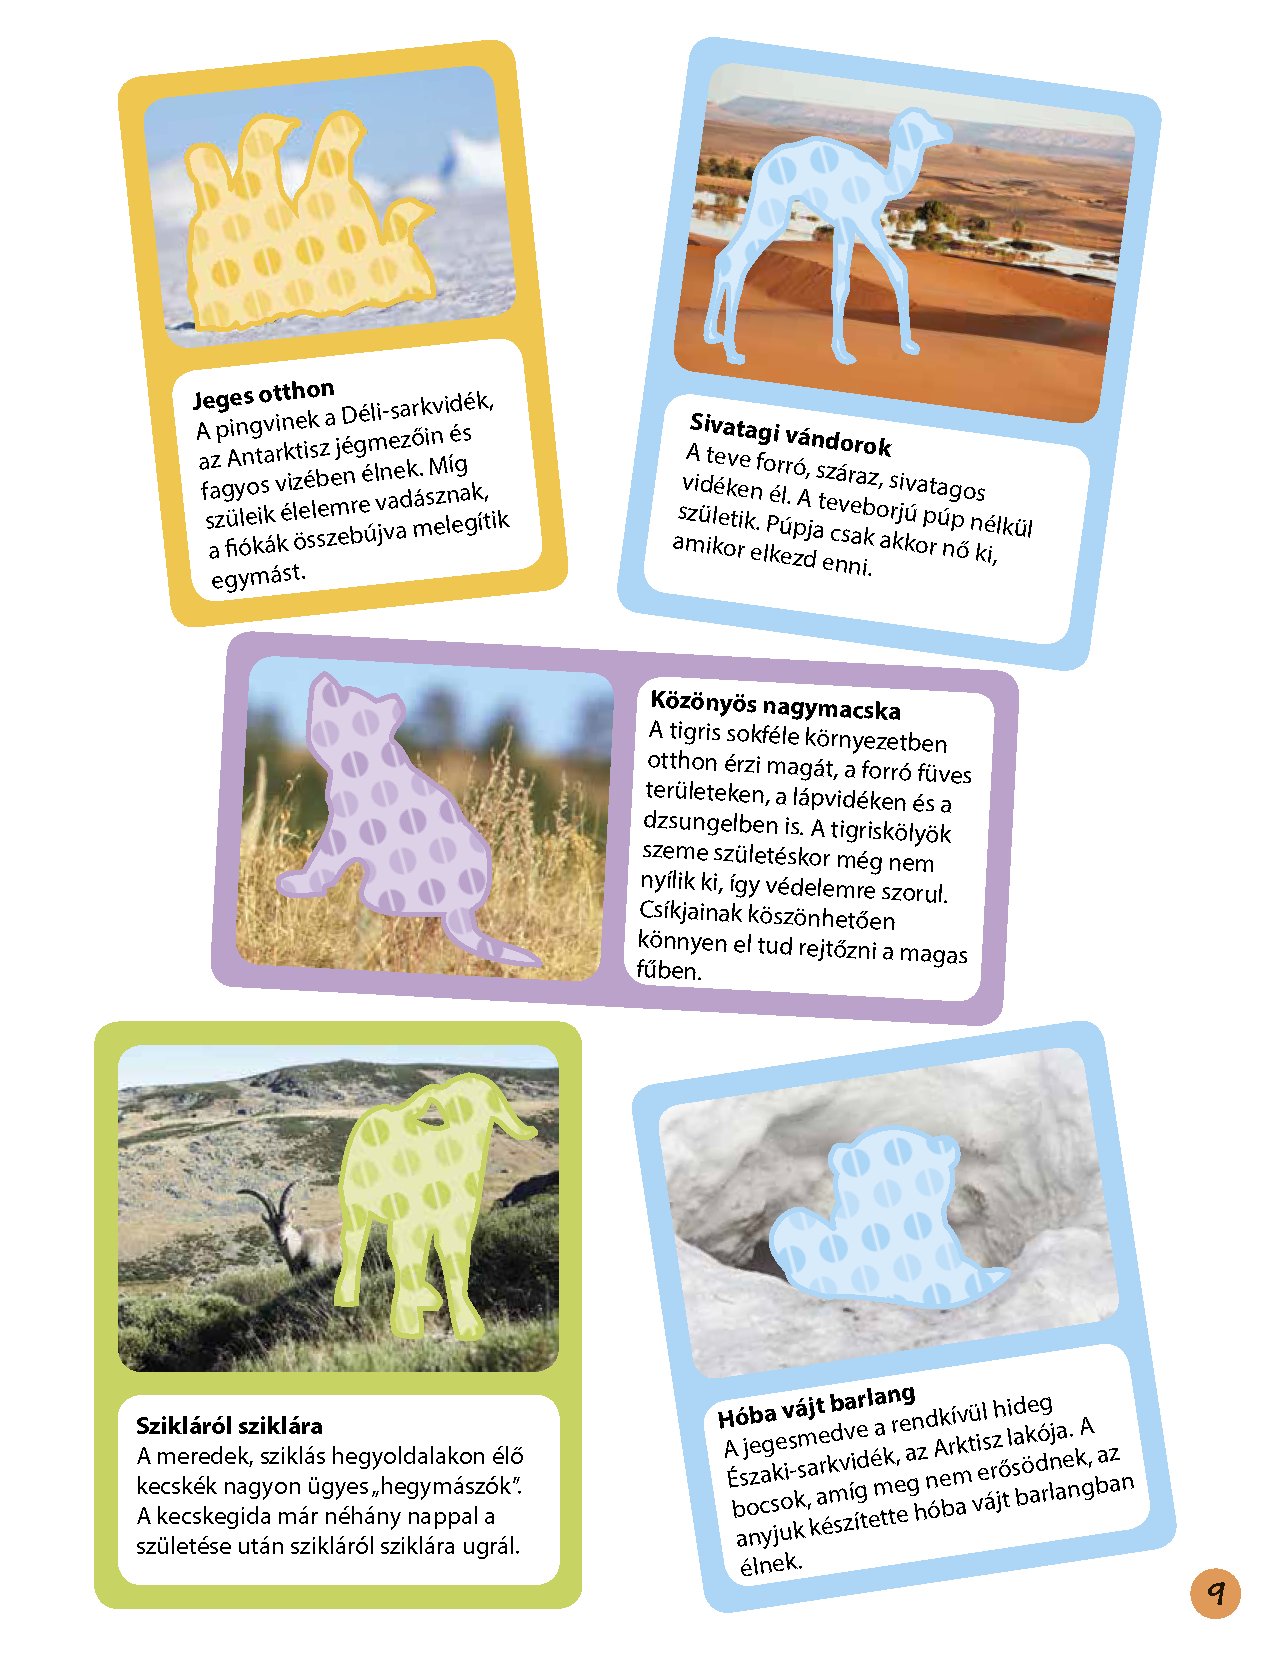 Jeges otthon
A pingvinek a Déli-sarkvidék,
az Antarktisz jégmezőin és
fagyos vizében élnek. Míg
szüleik élelemre vadásznak,
a fiókák összebújva melegítik
egymást.
Sivatagi vándorok
A teve forró, száraz, sivatagos
vidéken él. A teveborjú púp nélkül
születik. Púpja csak akkor nő ki,
amikor elkezd enni.
Közönyös nagymacska
A tigris sokféle környezetben
otthon érzi magát, a forró füves
területeken, a lápvidéken és a
dzsungelben is. A tigriskölyök
szeme születéskor még nem
nyílik ki, így védelemre szorul.
Csíkjainak köszönhetően
könnyen el tud rejtőzni a magas
fűben.
Szikláról sziklára
A meredek, sziklás hegyoldalakon élő
kecskék nagyon ügyes „hegymászók”.
A kecskegida már néhány nappal a
születése után szikláról sziklára ugrál.
Hóba vájt barlang
A jegesmedve a rendkívül hideg
Északi-sarkvidék, az Arktisz lakója. A
bocsok, amíg meg nem erősödnek, az
anyjuk készítette hóba vájt barlangban
élnek.
9